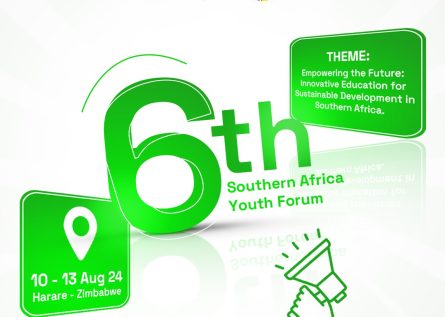 THEME:
Empowering the Future:
Innovative Education for
Sustainable Development in
Southern Africa.
6th
Southern Africa
Youth Forum
10 - 13 Aug 24
Harare - Zimbabwe